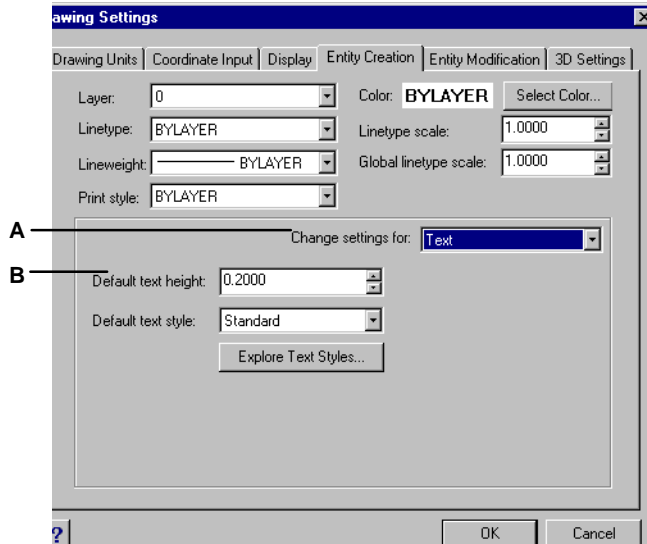 awing Settings
Drawing Units Coordinate Input Display Entity Creation Entity Modification 3D Settings
Layer: 0 Color: BYLAYER Select Color...
Linetype: BYLAYER Linetype scale: 1.0000
Lineweight: BYLAYER Global linetype scale: 1.0000
Print style: BYLAYER
A Change settings for: Text
B Default text height: 0.2000
Default text style: Standard
Explore Text Styles...
? OK Cancel